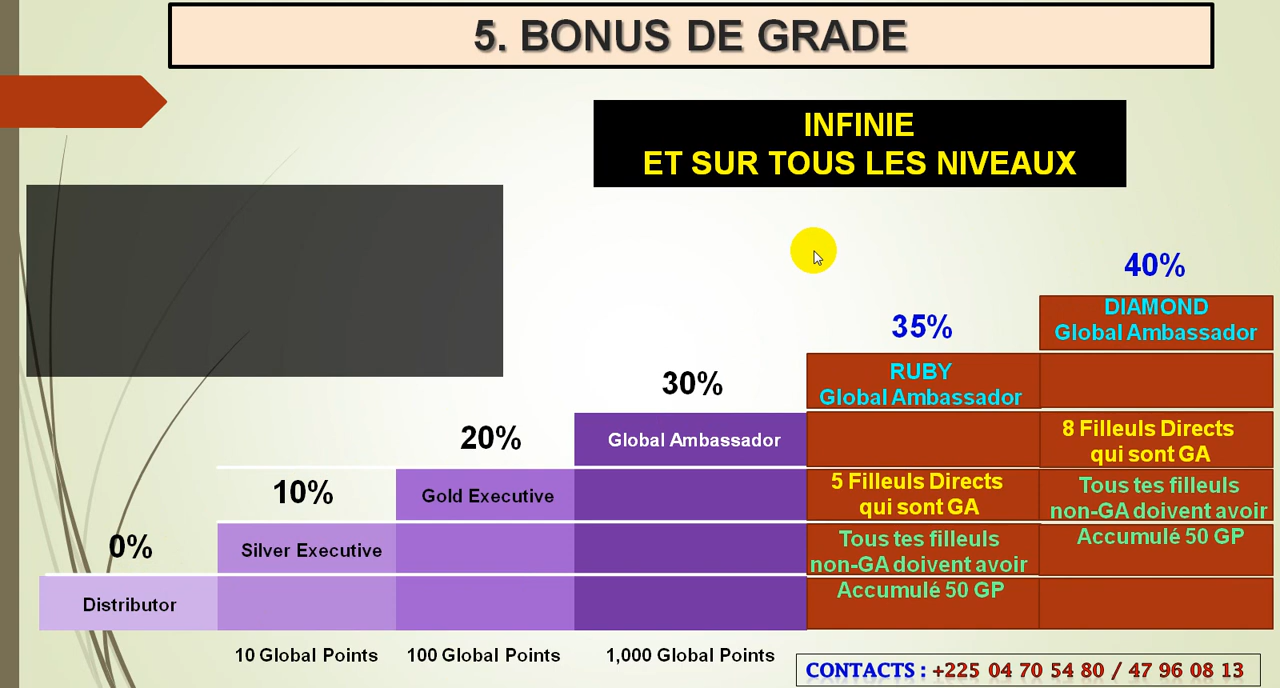 5. BONUS DE GRADE
INFINIE
ET SUR TOUS LES NIVEAUX
40%
DIAMOND
Global Ambassador
35%
RUBY
Global Ambassador
30%
Global Ambassador
8 Filleuls Directs
qui sont GA
20%
Gold Executive
5 Filleuls Directs
qui sont GA
Tous tes filleuls
non-GA doivent avoir
Accumulé 50 GP
10%
Silver Executive
Tous tes filleuls
non-GA doivent avoir
Accumulé 50 GP
0%
Distributor
10 Global Points
100 Global Points
1,000 Global Points
CONTACTS : +225 04 70 54 80 / 47 96 08 13